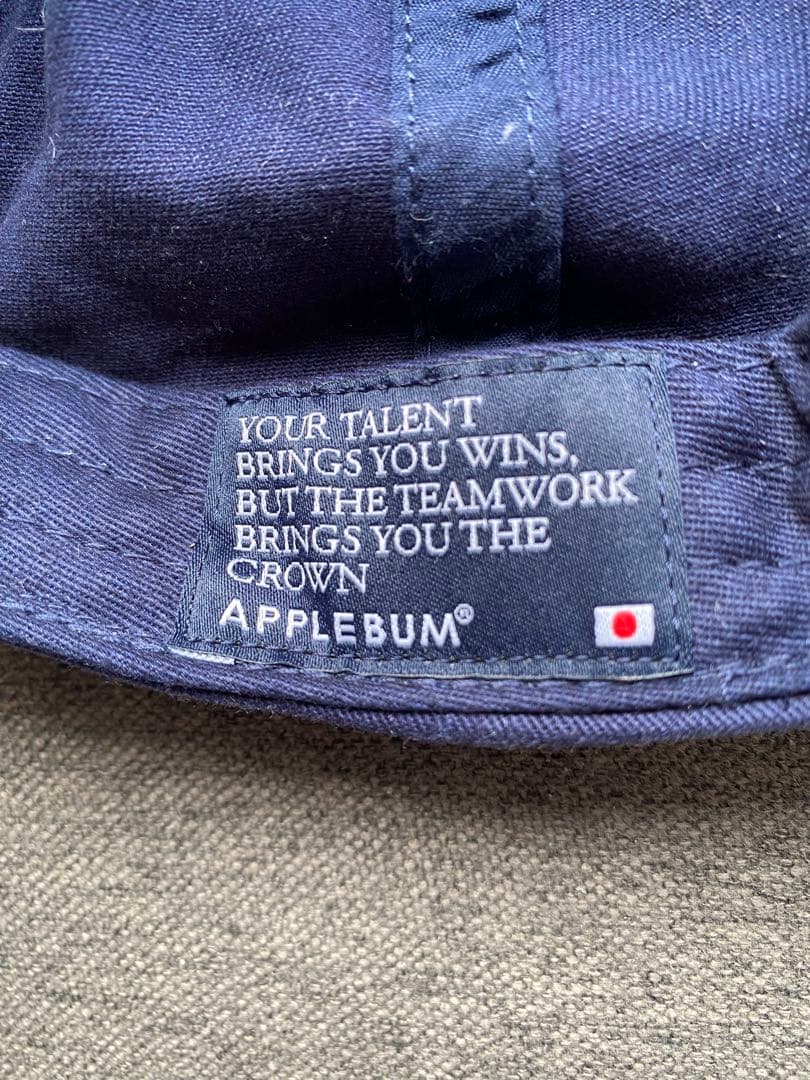 YOUR TALENT
BRINGS YOU WINS,
BUT THE TEAMWORK
BRINGS YOU THE
CROWN
APPLEBUM®